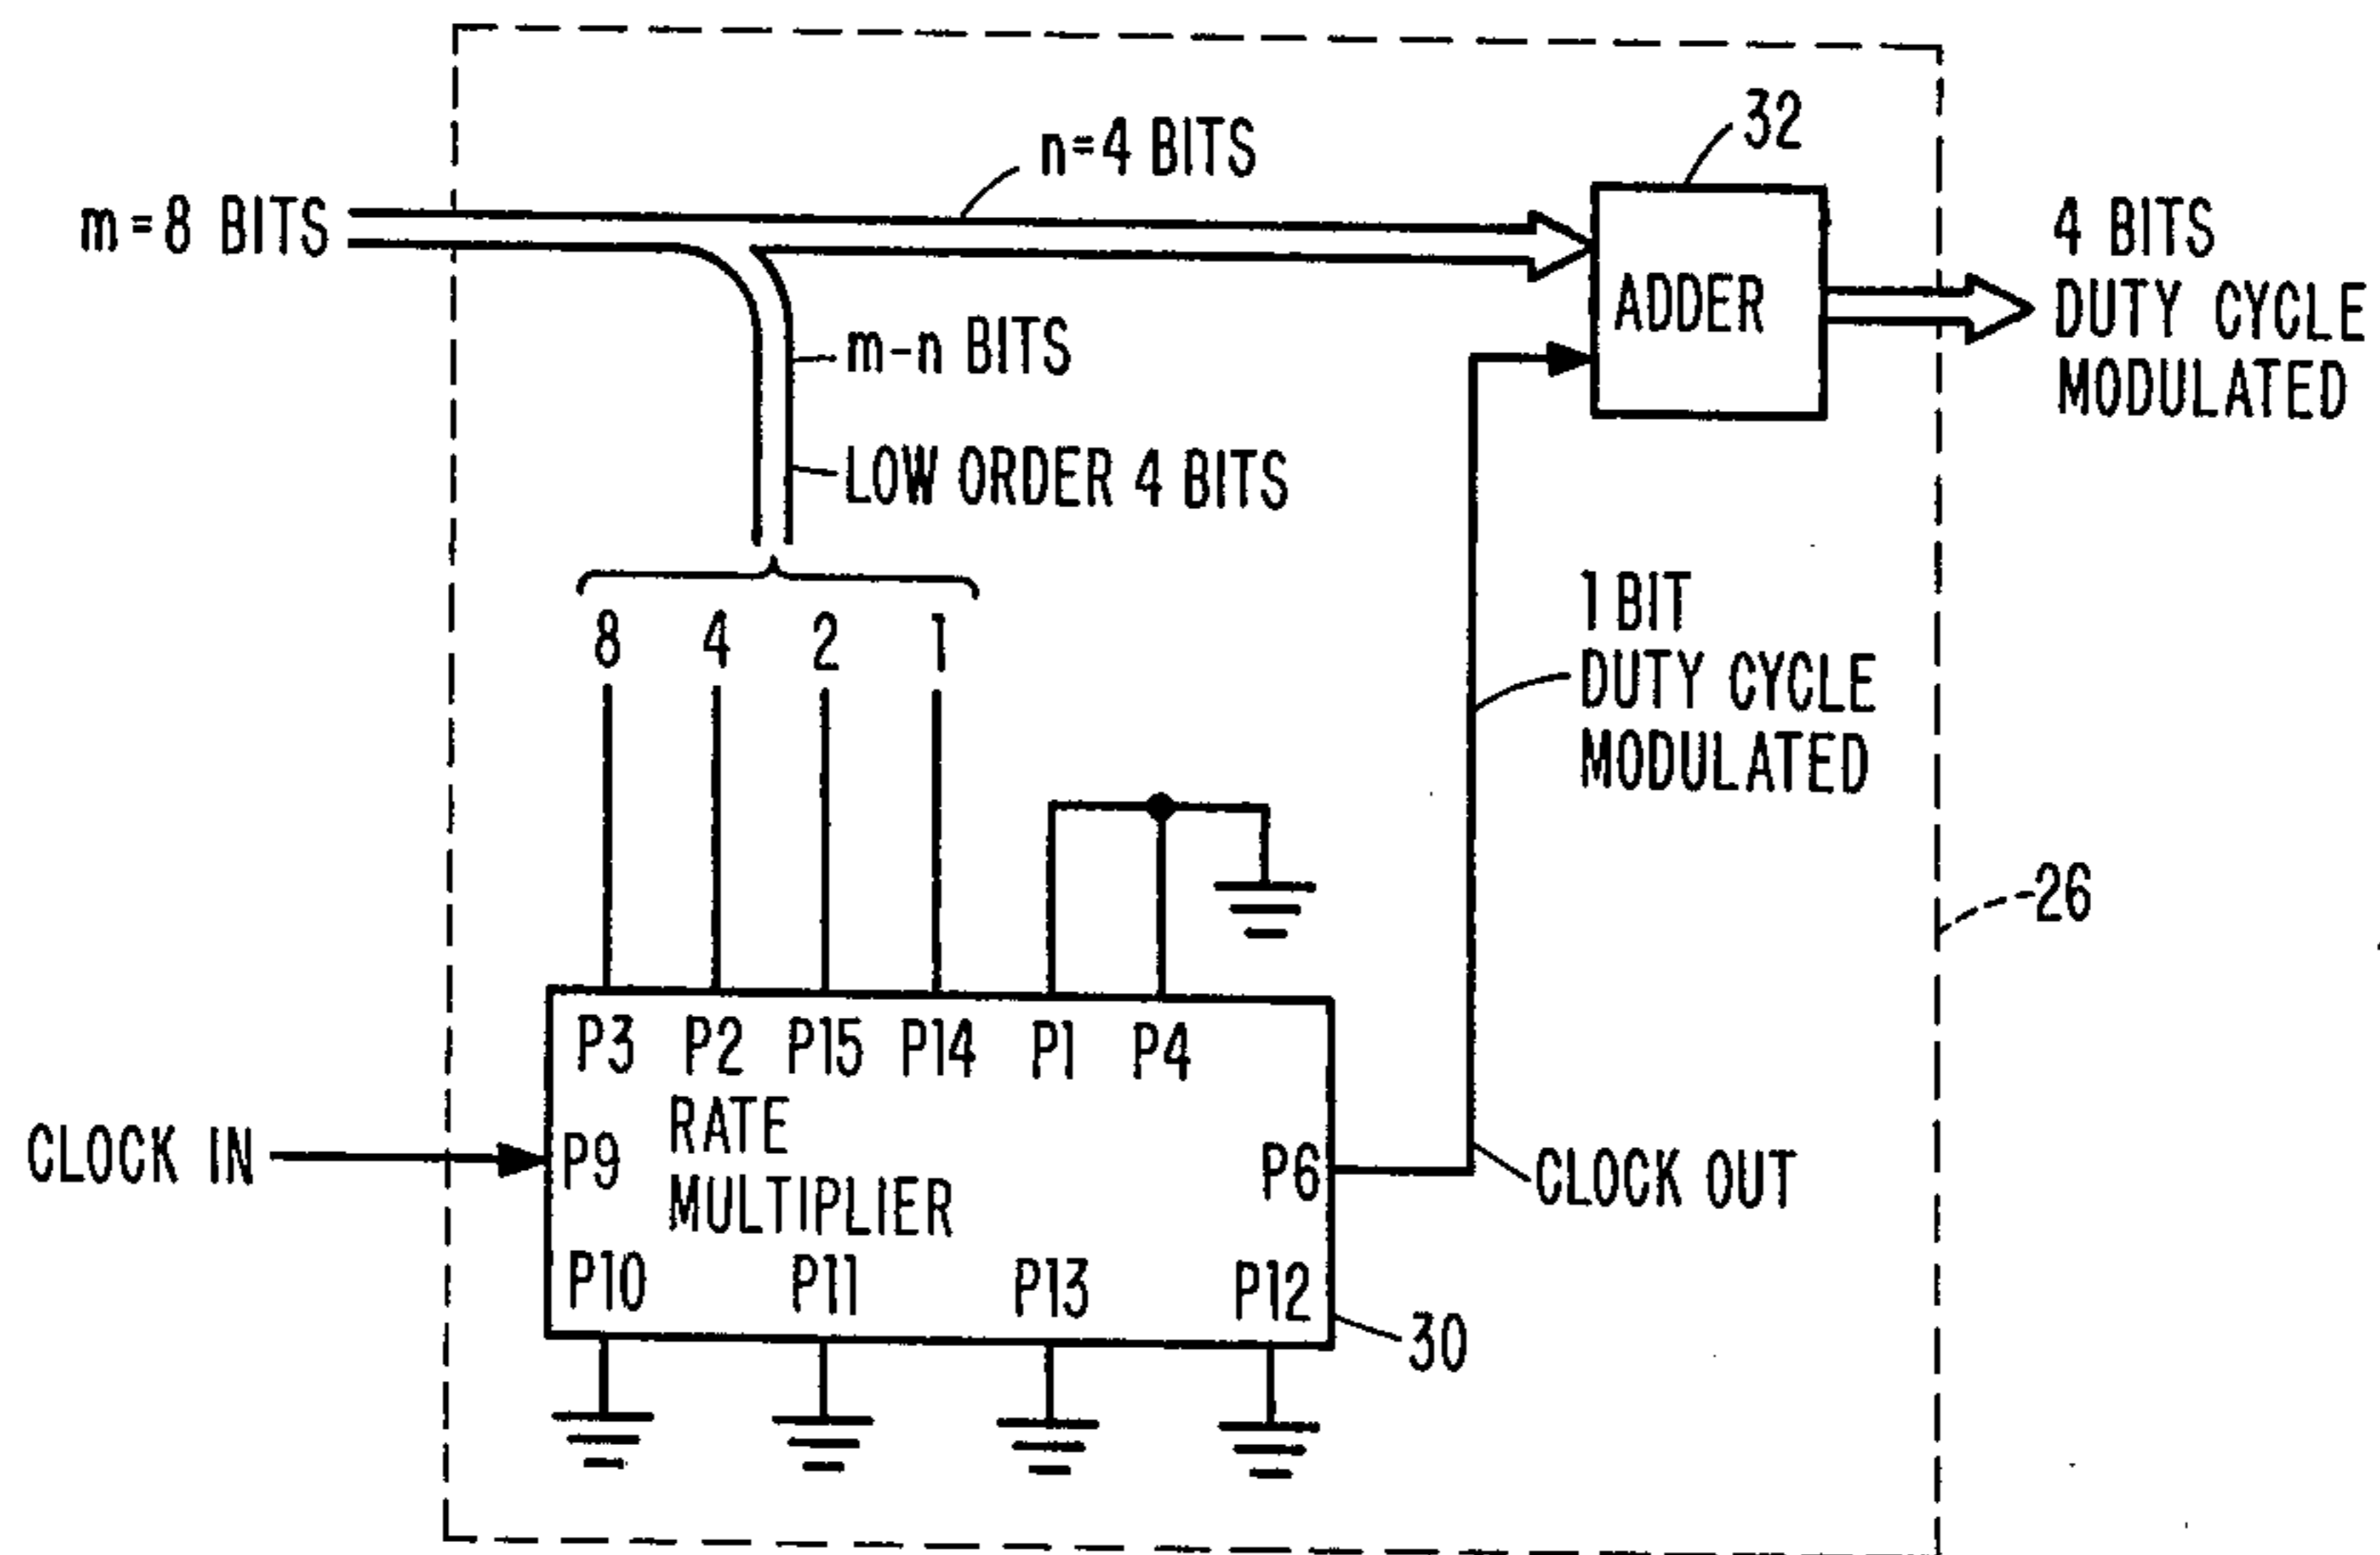 32
n=4 BITS
m=8 BITS
4 BITS
DUTY CYCLE
MODULATED
ADDER
m-n BITS
LOW ORDER 4 BITS
8 4 2 1
1 BIT
DUTY CYCLE
MODULATED
26
P3 P2 P15 P14 P1 P4
RATE
MULTIPLIER
CLOCK IN
P9
P6
CLOCK OUT
P10 P11 P13 P12
30